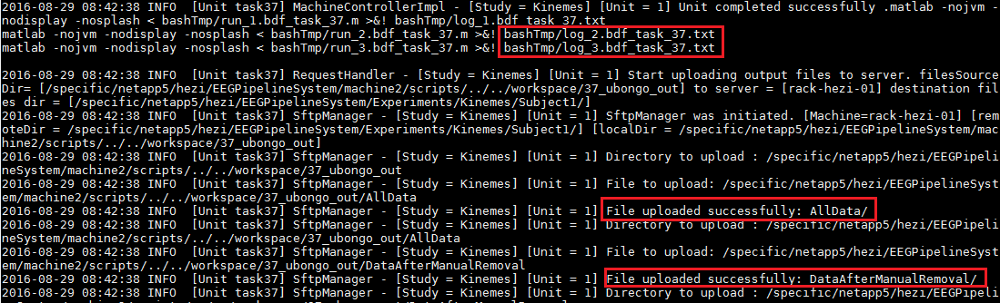 2016-08-29 08:42:38 INFO  [Unit task37] MachineControllerImpl - [Study = Kinemes] [Unit = 1] Unit completed successfully .matlab -nojvm -
nodisplay -nosplash < bashTmp/run_1.bdf_task_37.m >&! bashTmp/log_1.bdf_task_37.txt
matlab -nojvm -nodisplay -nosplash < bashTmp/run_2.bdf_task_37.m >&! bashTmp/log_2.bdf_task_37.txt
matlab -nojvm -nodisplay -nosplash < bashTmp/run_3.bdf_task_37.m >&! bashTmp/log_3.bdf_task_37.txt
2016-08-29 08:42:38 INFO  [Unit task37] RequestHandler - [Study = Kinemes] [Unit = 1] Start uploading output files to server. filesSource
Dir= [/specific/netapp5/hezi/EEGPipelineSystem/machine2/scripts/../../workspace/37_ubongo_out] to server = [rack-hezi-01] destination fil
es dir = [/specific/netapp5/hezi/EEGPipelineSystem/Experiments/Kinemes/Subject1/]
2016-08-29 08:42:38 INFO  [Unit task37] SftpManager - [Study = Kinemes] [Unit = 1] SftpManager was initiated. [Machine=rack-hezi-01] [rem
oteDir = /specific/netapp5/hezi/EEGPipelineSystem/Experiments/Kinemes/Subject1/] [localDir = /specific/netapp5/hezi/EEGPipelineSystem/mac
hine2/scripts/../../workspace/37_ubongo_out]
2016-08-29 08:42:38 INFO  [Unit task37] SftpManager - [Study = Kinemes] [Unit = 1] Directory to upload : /specific/netapp5/hezi/EEGPipeli
neSystem/machine2/scripts/../../workspace/37_ubongo_out
2016-08-29 08:42:38 INFO  [Unit task37] SftpManager - [Study = Kinemes] [Unit = 1] File to upload: /specific/netapp5/hezi/EEGPipelineSyst
em/machine2/scripts/../../workspace/37_ubongo_out/AllData
2016-08-29 08:42:38 INFO  [Unit task37] SftpManager - [Study = Kinemes] [Unit = 1] File uploaded successfully: AllData/
2016-08-29 08:42:38 INFO  [Unit task37] SftpManager - [Study = Kinemes] [Unit = 1] Directory to upload : /specific/netapp5/hezi/EEGPipeli
neSystem/machine2/scripts/../../workspace/37_ubongo_out/AllData
2016-08-29 08:42:38 INFO  [Unit task37] SftpManager - [Study = Kinemes] [Unit = 1] File to upload: /specific/netapp5/hezi/EEGPipelineSyst
em/machine2/scripts/../../workspace/37_ubongo_out/DataAfterManualRemoval
2016-08-29 08:42:38 INFO  [Unit task37] SftpManager - [Study = Kinemes] [Unit = 1] File uploaded successfully: DataAfterManualRemoval/
2016-08-29 08:42:38 INFO  [Unit task37] SftpManager - [Study = Kinemes] [Unit = 1] Directory to upload : /specific/netapp5/hezi/EEGPipeli